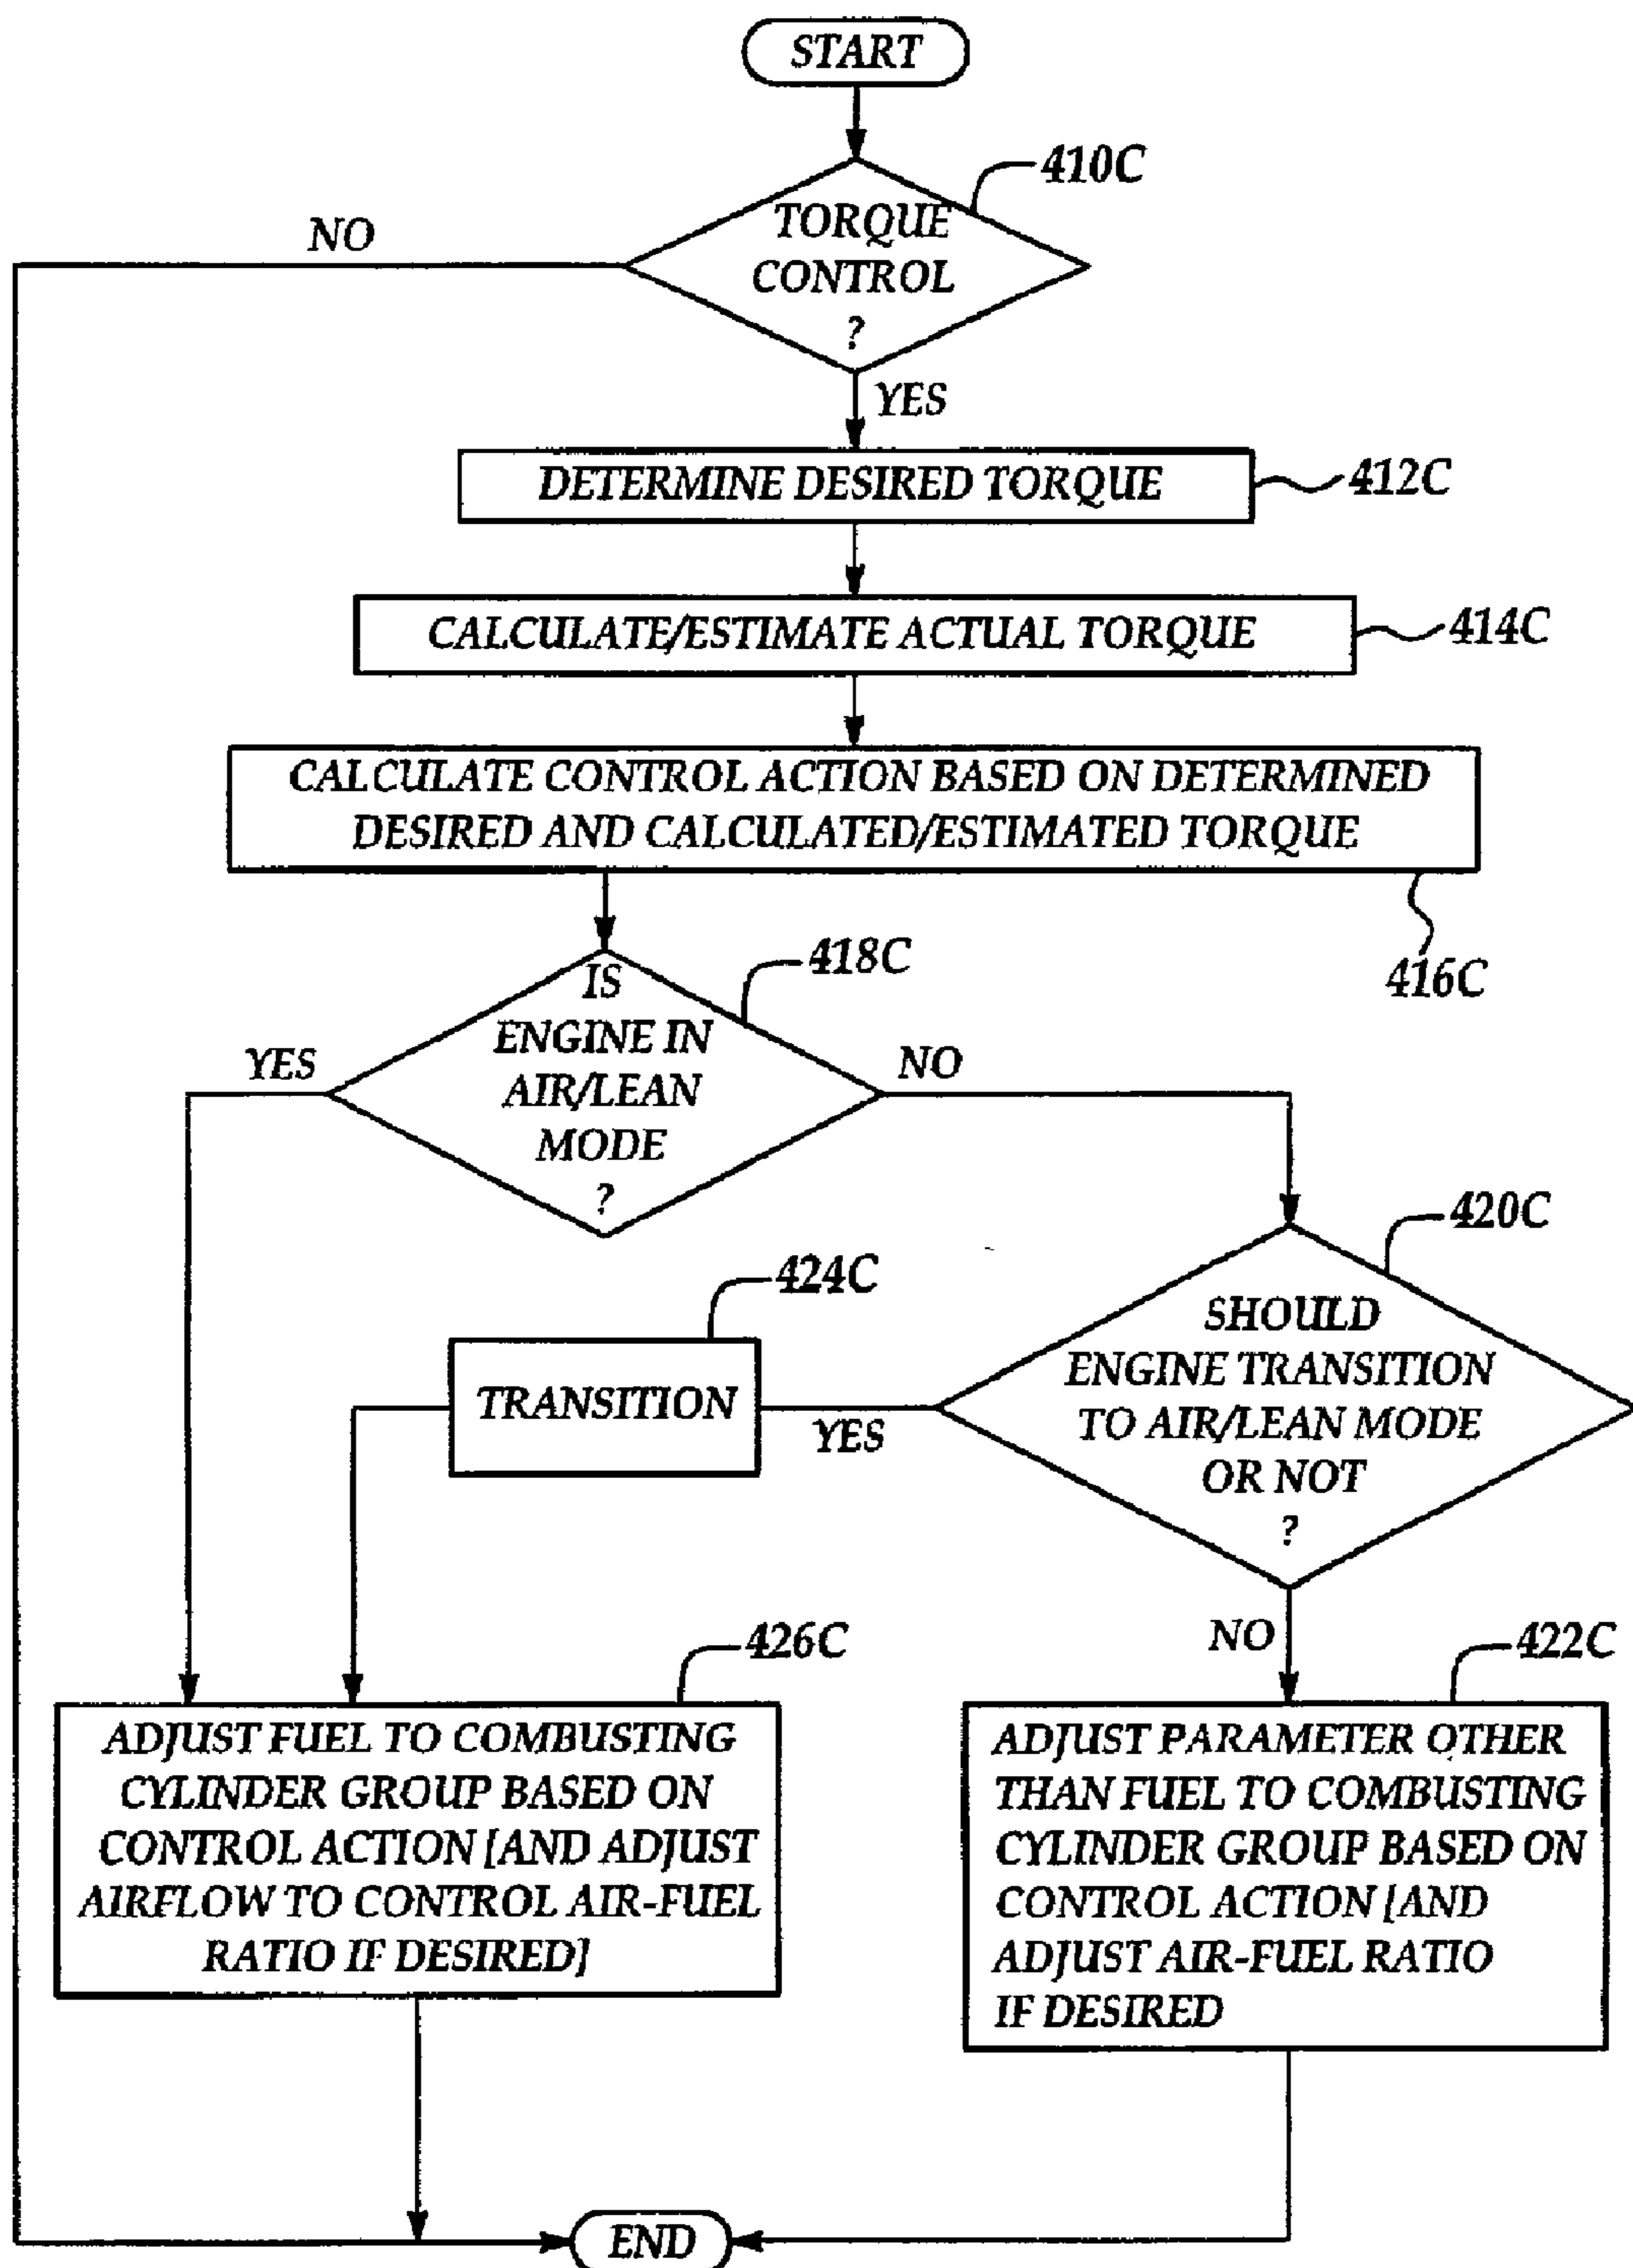 START
410C
TORQUE
CONTROL
?
NO
YES
DETERMINE DESIRED TORQUE
412C
CALCULATE/ESTIMATE ACTUAL TORQUE
414C
CALCULATE CONTROL ACTION BASED ON DETERMINED
DESIRED AND CALCULATED/ESTIMATED TORQUE
416C
418C
IS
ENGINE IN
AIR/LEAN
MODE
?
YES
NO
420C
SHOULD
ENGINE TRANSITION
TO AIR/LEAN MODE
OR NOT
?
424C
TRANSITION
YES
NO
426C
ADJUST FUEL TO COMBUSTING
CYLINDER GROUP BASED ON
CONTROL ACTION [AND ADJUST
AIRFLOW TO CONTROL AIR-FUEL
RATIO IF DESIRED]
422C
ADJUST PARAMETER OTHER
THAN FUEL TO COMBUSTING
CYLINDER GROUP BASED ON
CONTROL ACTION [AND
ADJUST AIR-FUEL RATIO
IF DESIRED
END